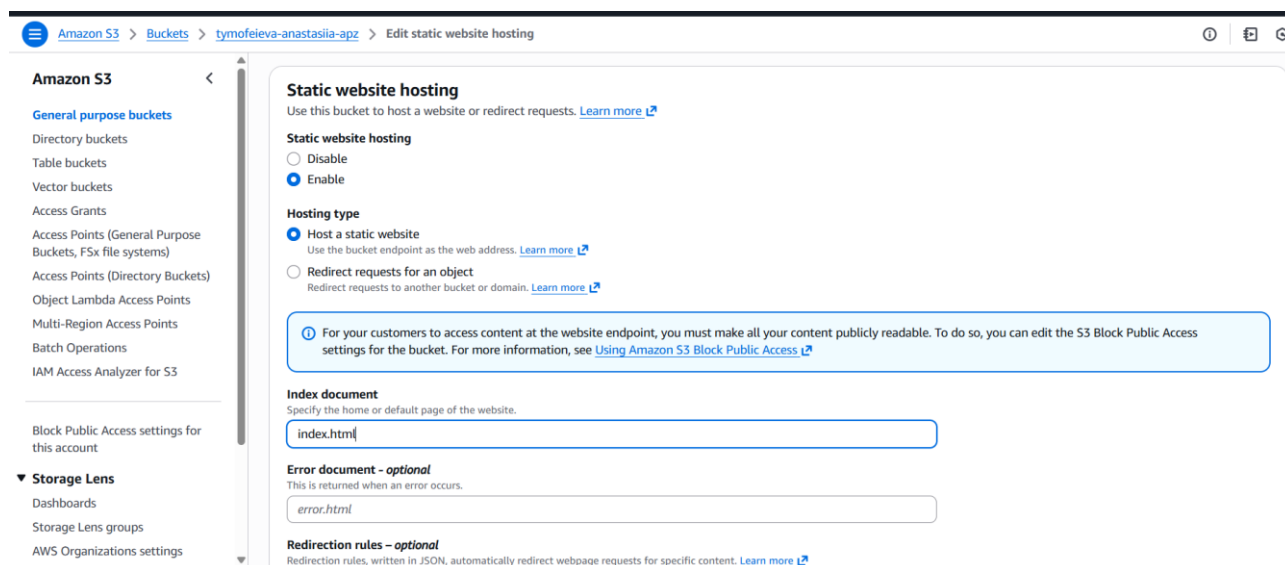 Amazon S3 > Buckets > tymofeieva-anastasiia-apz > Edit static website hosting
Amazon S3
General purpose buckets
Directory buckets
Table buckets
Vector buckets
Access Grants
Access Points (General Purpose
Buckets, FSx file systems)
Access Points (Directory Buckets)
Object Lambda Access Points
Multi-Region Access Points
Batch Operations
IAM Access Analyzer for S3
Block Public Access settings for
this account
Storage Lens
Dashboards
Storage Lens groups
AWS Organizations settings
Static website hosting
Use this bucket to host a website or redirect requests. Learn more
Static website hosting
Disable
Enable
Hosting type
Host a static website
Use the bucket endpoint as the web address. Learn more
Redirect requests for an object
Redirect requests to another bucket or domain. Learn more
For your customers to access content at the website endpoint, you must make all your content publicly readable. To do so, you can edit the S3 Block Public Access
settings for the bucket. For more information, see Using Amazon S3 Block Public Access
Index document
Specify the home or default page of the website.
index.html
Error document - optional
This is returned when an error occurs.
error.html
Redirection rules – optional
Redirection rules, written in JSON, automatically redirect webpage requests for specific content. Learn more